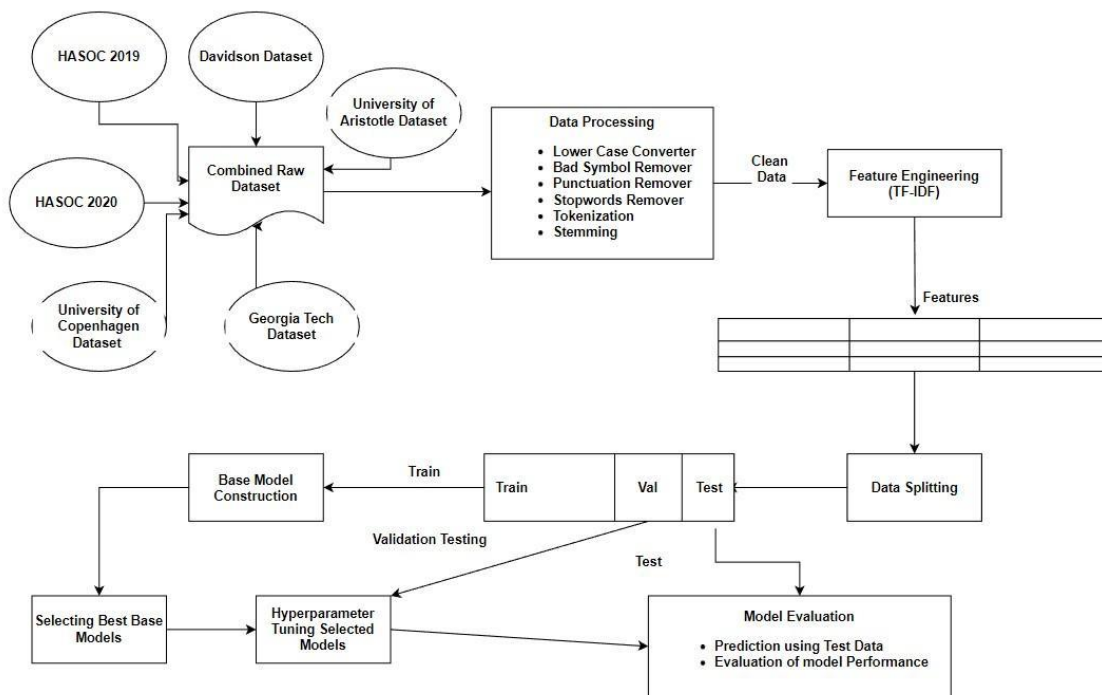 HASOC 2019
Davidson Dataset
University of
Aristotle Dataset
Combined Raw
Dataset
HASOC 2020
University of
Copenhagen
Dataset
Georgia Tech
Dataset
Data Processing
• Lower Case Converter
• Bad Symbol Remover
• Punctuation Remover
• Stopwords Remover
• Tokenization
• Stemming
Clean
Data
Feature Engineering
(TF-IDF)
Features
Data Splitting
Train
Val
Test
Train
Base Model
Construction
Validation Testing
Test
Selecting Best Base
Models
Hyperparameter
Tuning Selected
Models
Model Evaluation
• Prediction using Test Data
• Evaluation of model Performance